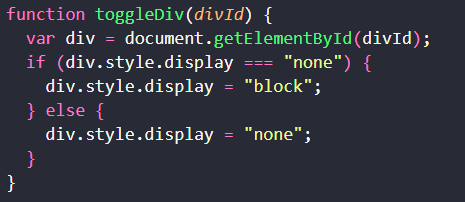 function toggleDiv(divId) {
  var div = document.getElementById(divId);
  if (div.style.display === "none") {
    div.style.display = "block";
  } else {
    div.style.display = "none";
  }
}